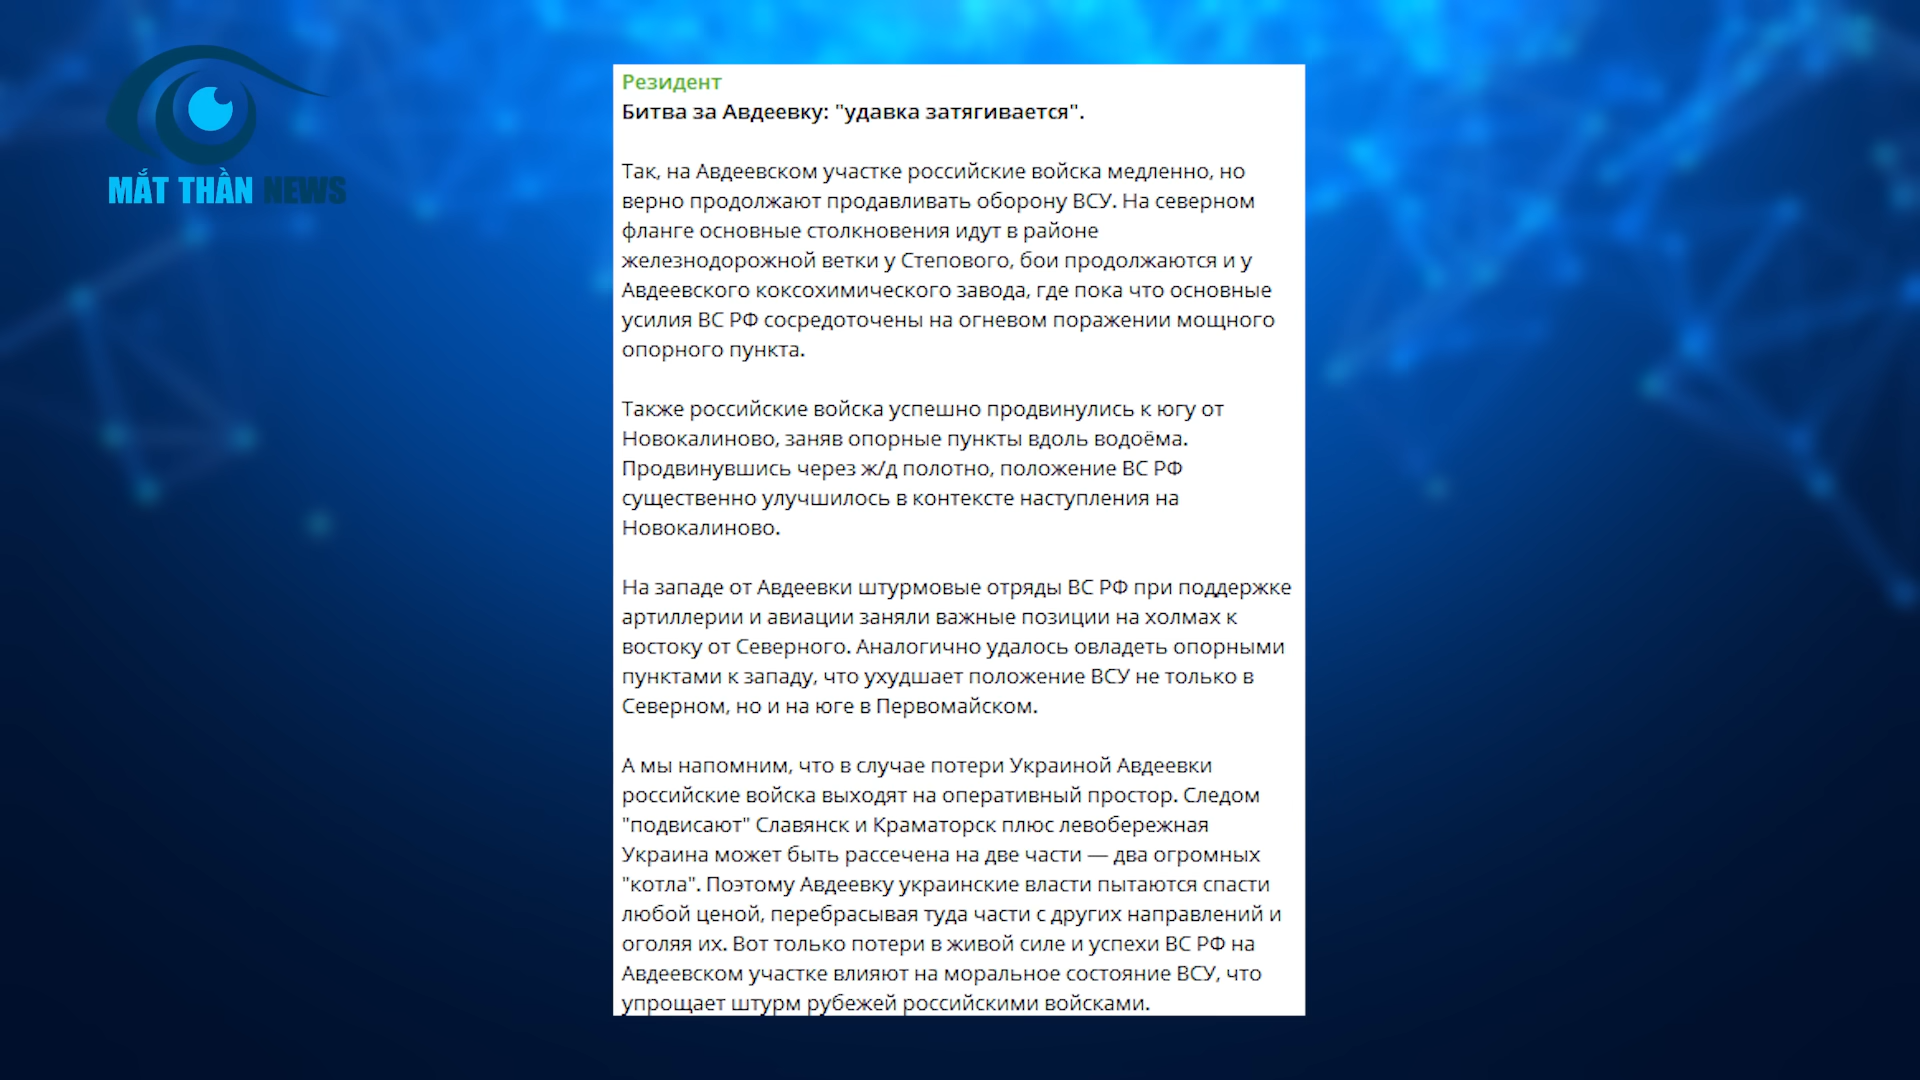 MẮT THẦN NEWS
Резидент
Битва за Авдеевку: "удавка затягивается".
Так, на Авдеевском участке российские войска медленно, но
верно продолжают продавливать оборону ВСУ. На северном
фланге основные столкновения идут в районе
железнодорожной ветки у Степового, бои продолжаются и у
Авдеевского коксохимического завода, где пока что основные
усилия ВС РФ сосредоточены на огневом поражении мощного
опорного пункта.
Также российские войска успешно продвинулись к югу от
Новокалиново, заняв опорные пункты вдоль водоёма.
Продвинувшись через ж/д полотно, положение ВС РФ
существенно улучшилось в контексте наступления на
Новокалиново.
На западе от Авдеевки штурмовые отряды ВС РФ при поддержке
артиллерии и авиации заняли важные позиции на холмах к
востоку от Северного. Аналогично удалось овладеть опорными
пунктами к западу, что ухудшает положение ВСУ не только в
Северном, но и на юге в Первомайском.
А мы напомним, что в случае потери Украиной Авдеевки
российские войска выходят на оперативный простор. Следом
"подвисают" Славянск и Краматорск плюс левобережная
Украина может быть рассечена на две части — два огромных
"котла". Поэтому Авдеевку украинские власти пытаются спасти
любой ценой, перебрасывая туда части с других направлений и
оголяя их. Вот только потери в живой силе и успехи ВС РФ на
Авдеевском участке влияют на моральное состояние ВСУ, что
упрощает штурм рубежей российскими войсками.